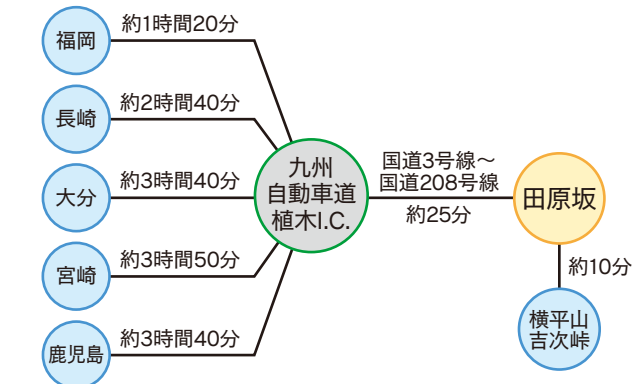 福岡
約1時間20分
長崎
約2時間40分
大分
約3時間40分
宮崎
約3時間50分
鹿児島
約3時間40分
九州
自動車道
植木I.C.
国道3号線〜
国道208号線
約25分
田原坂
約10分
横平山
吉次峠